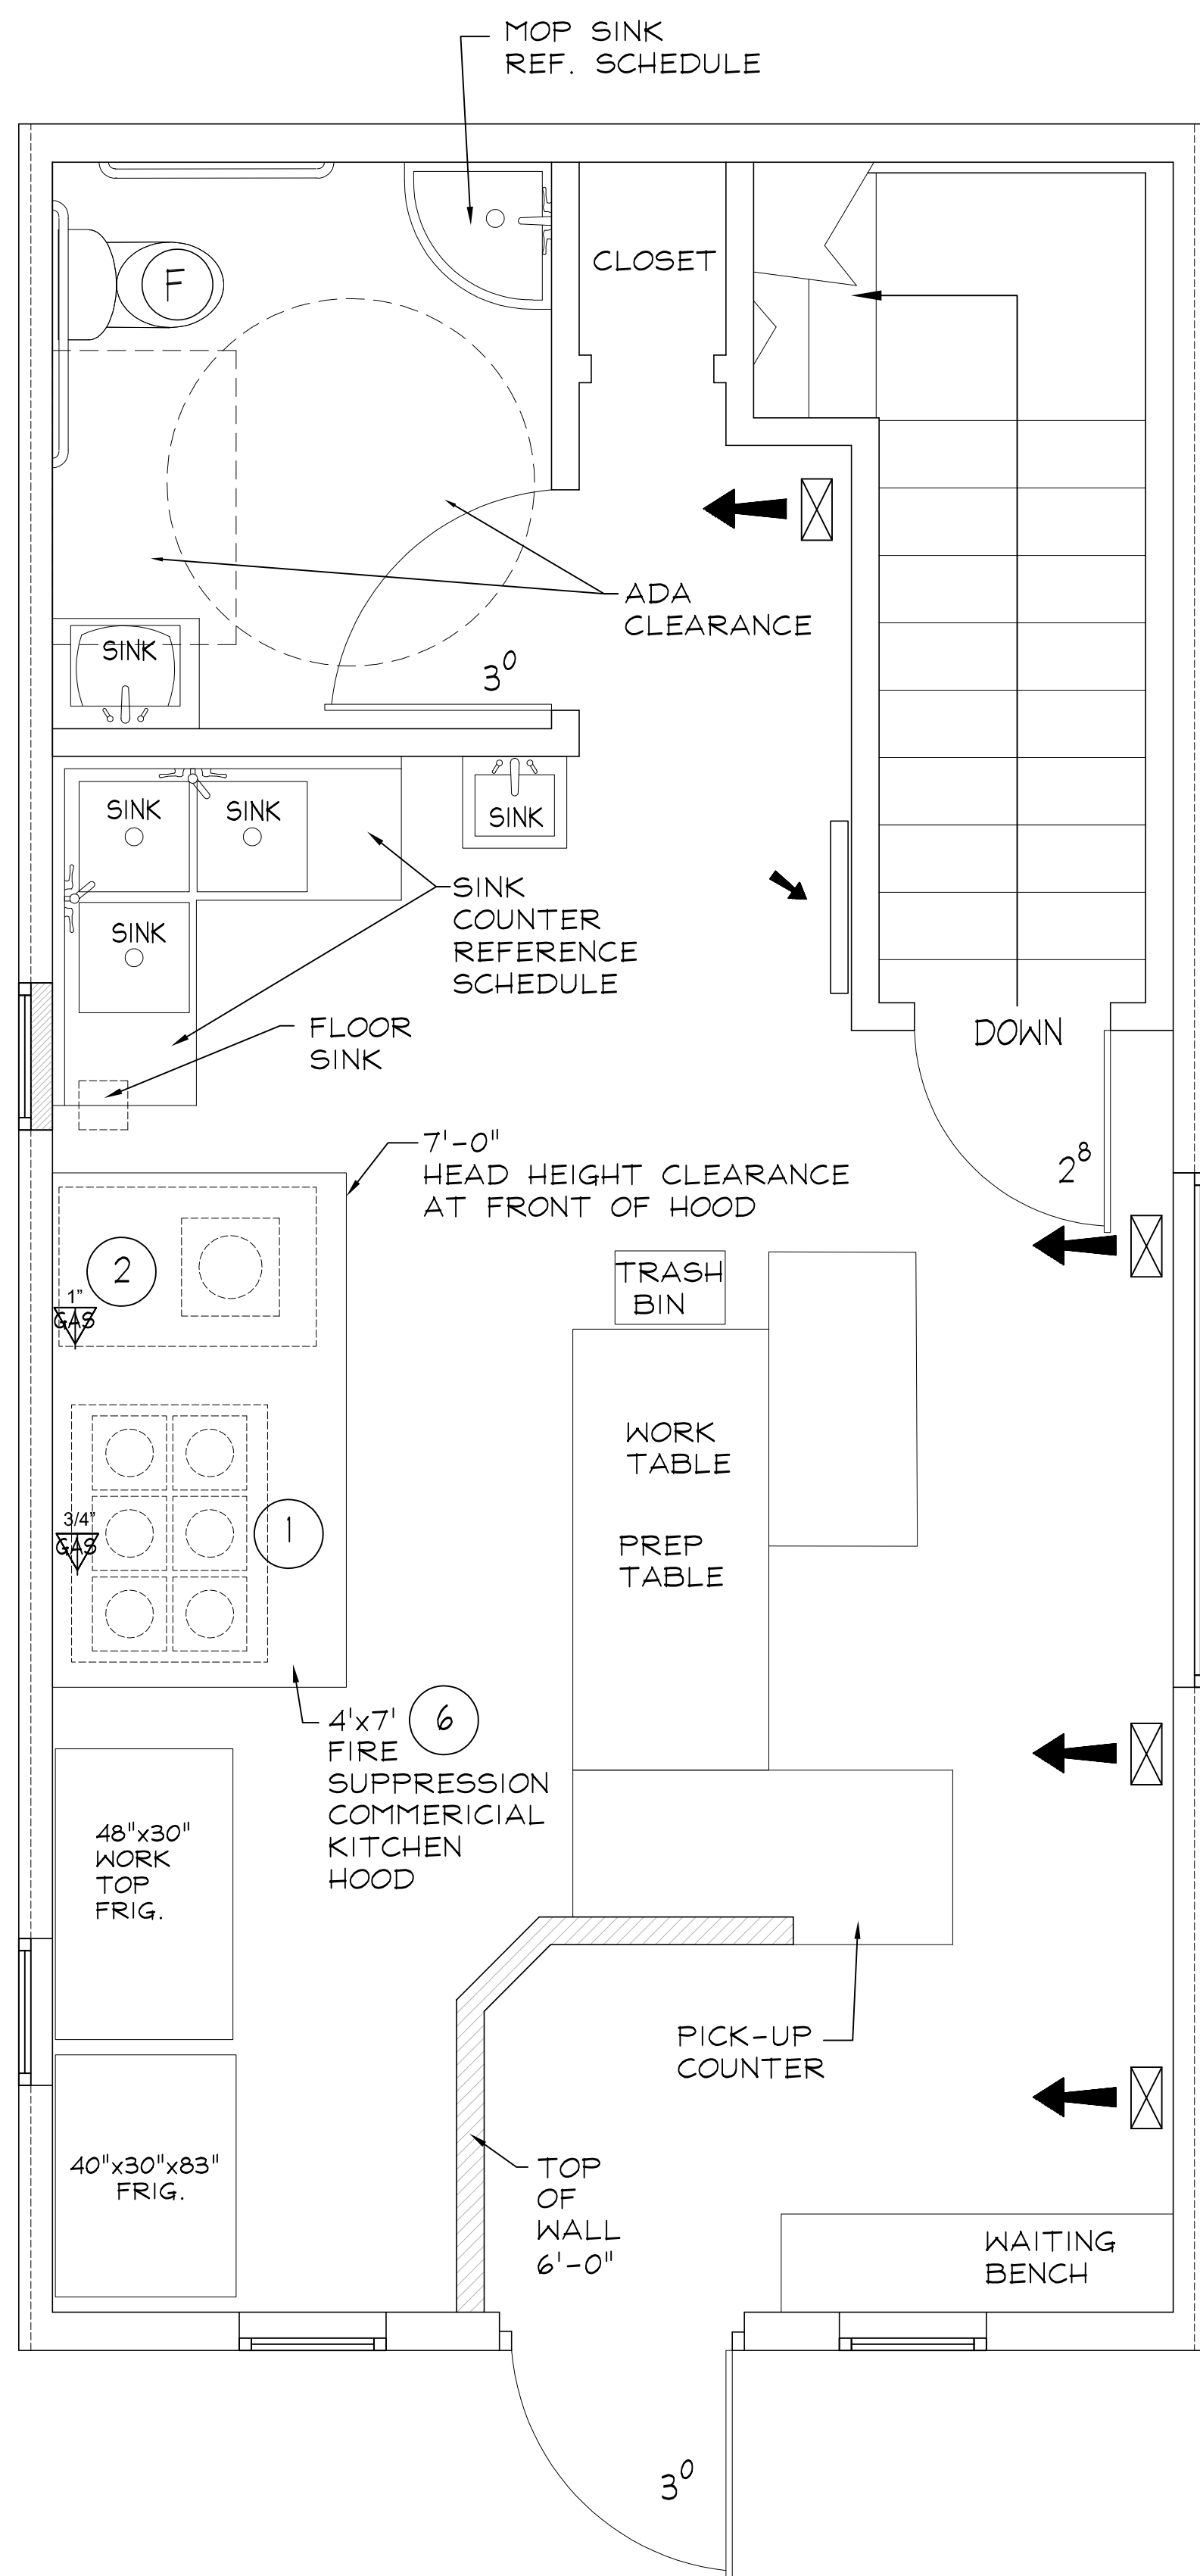 MOP SINK
REF. SCHEDULE
CLOSET
F
ADA
CLEARANCE
SINK
3⁰
SINK
SINK
SINK
SINK
SINK
COUNTER
REFERENCE
SCHEDULE
FLOOR
SINK
DOWN
7'-0"
HEAD HEIGHT CLEARANCE
AT FRONT OF HOOD
2⁸
2
1"
GAS
TRASH
BIN
WORK
TABLE
PREP
TABLE
3/4"
GAS
1
4'x7'
6
FIRE
SUPPRESSION
COMMERICIAL
KITCHEN
HOOD
48"x30"
WORK
TOP
FRIG.
PICK-UP
COUNTER
40"x30"x83"
FRIG.
TOP
OF
WALL
6'-0"
WAITING
BENCH
3⁰